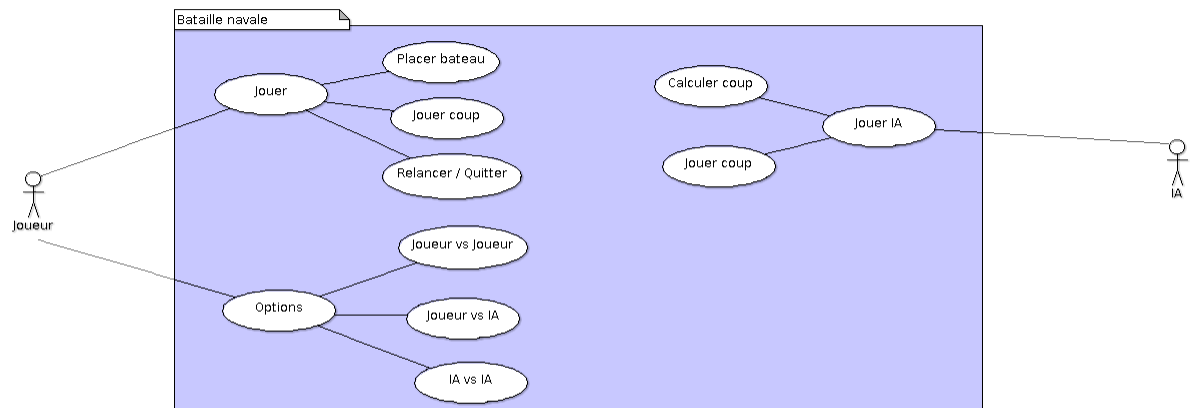 Bataille navale
Placer bateau
Jouer
Jouer coup
Relancer / Quitter
Calculer coup
Jouer IA
Jouer coup
Joueur
IA
Joueur vs Joueur
Options
Joueur vs IA
IA vs IA